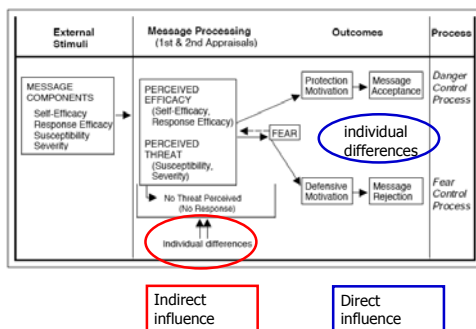 External
Stimuli
Message Processing
(1st & 2nd Appraisals)
Outcomes
Process
MESSAGE
COMPONENTS
Self-Efficacy
Response Efficacy
Susceptibility
Severity
PERCEIVED
EFFICACY
(Self-Efficacy,
Response Efficacy)
PERCEIVED
THREAT
(Susceptibility,
Severity)
No Threat Perceived
(No Response)
Individual differences
FEAR
Protection
Motivation
Message
Acceptance
individual
differences
Defensive
Motivation
Message
Rejection
Danger
Control
Process
Fear
Control
Process
Indirect
influence
Direct
influence